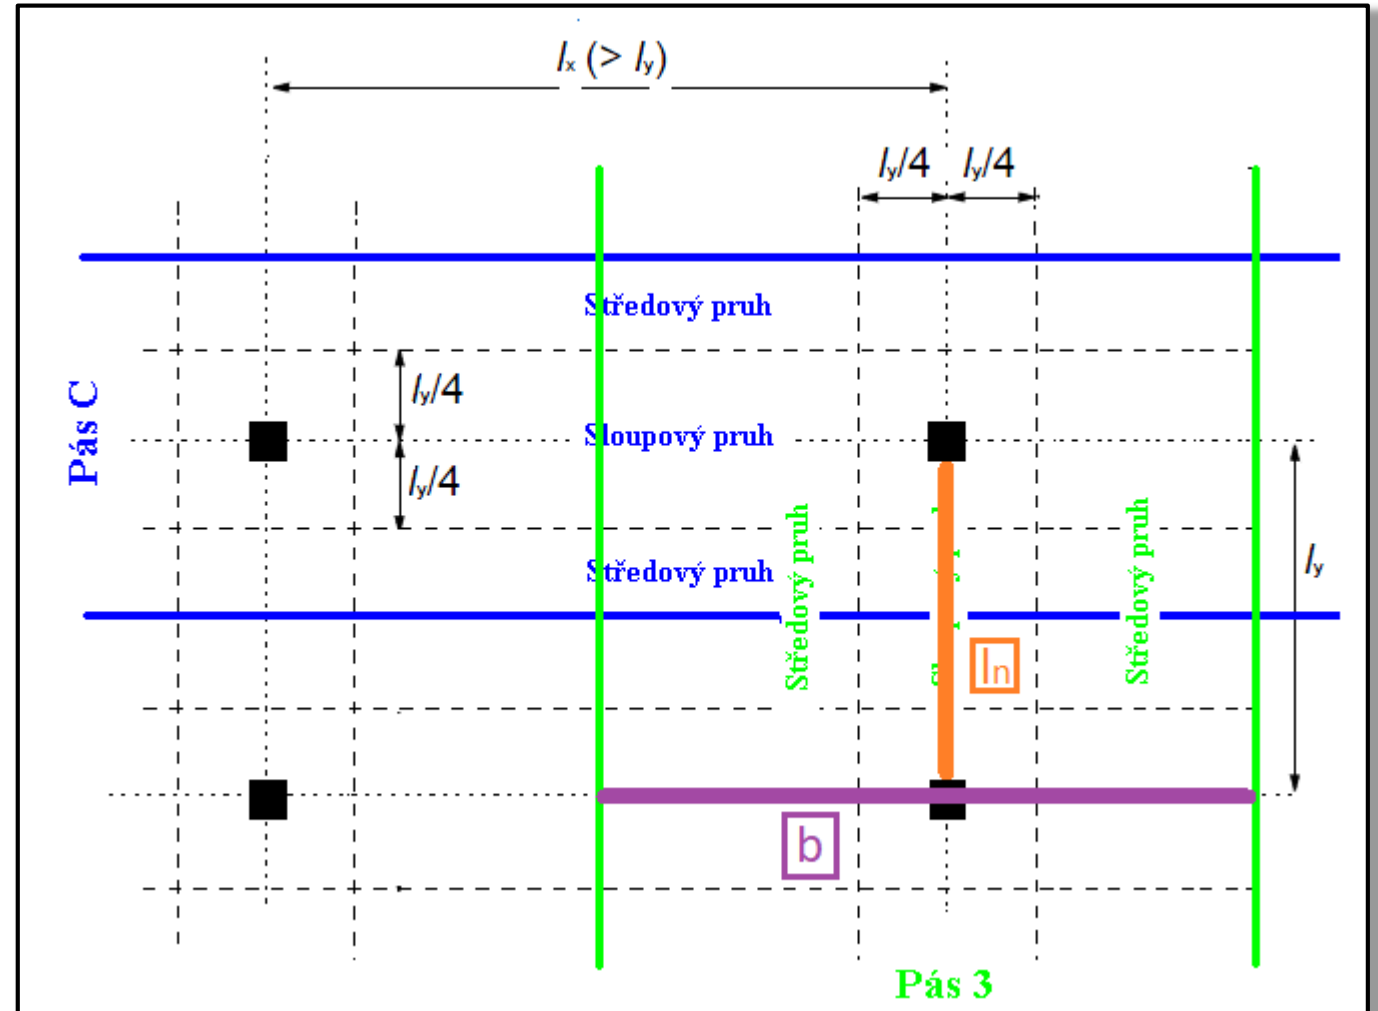 lx (> ly)
ly/4 ly/4
Středový pruh
ly/4
Pás C
Sloupový pruh
ly/4
Středový pruh
Středový pruh
Středový pruh
ly
ln
b
Pás 3